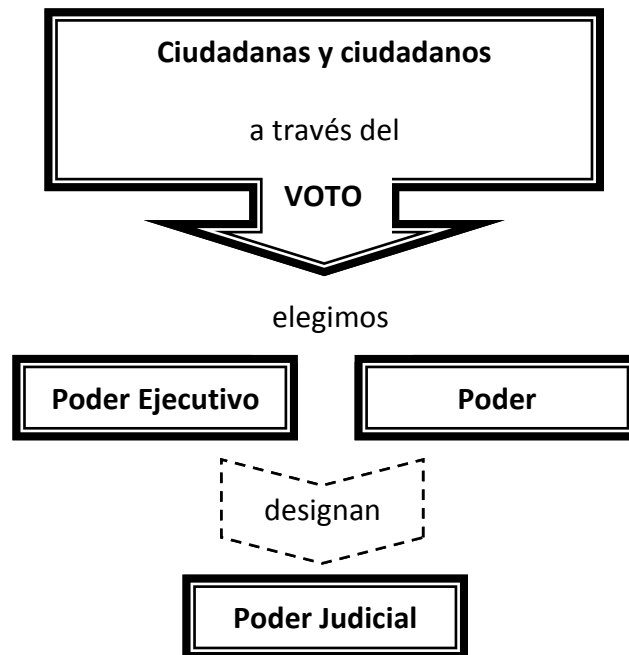 Ciudadanas y ciudadanos
a través del
VOTO
elegimos
Poder Ejecutivo
Poder
designan
Poder Judicial